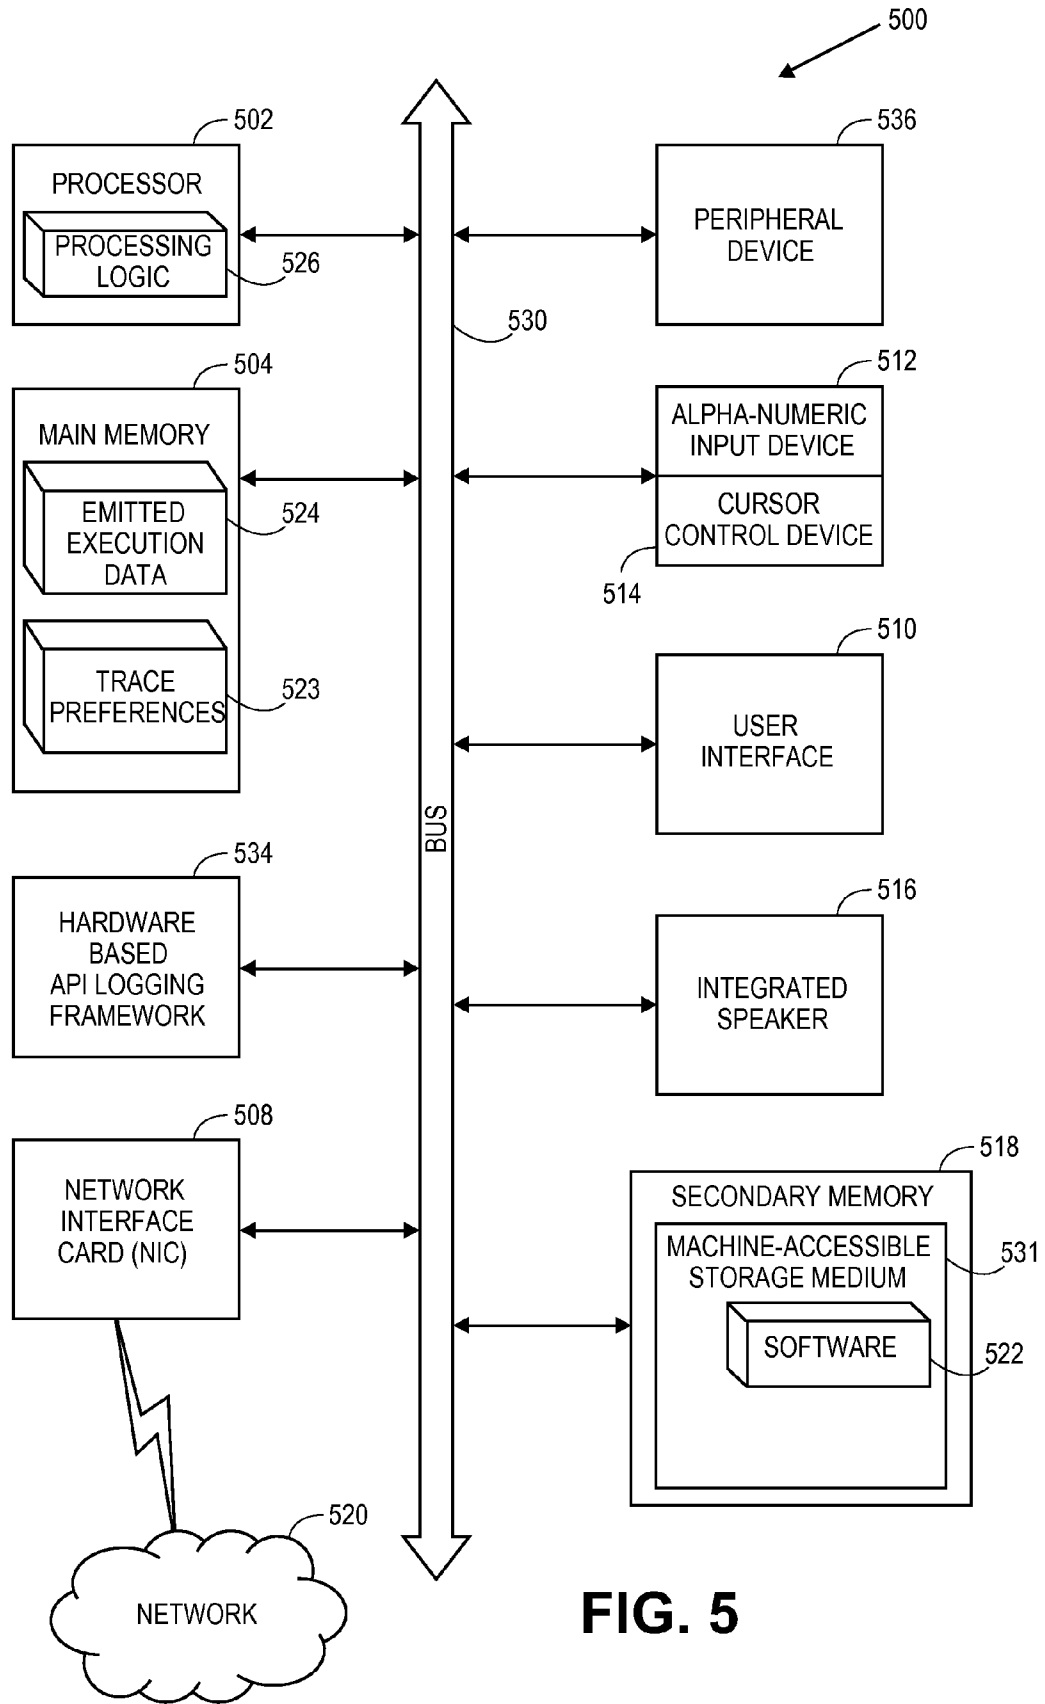 500
502
PROCESSOR
PROCESSING
LOGIC
526
536
PERIPHERAL
DEVICE
530
504
MAIN MEMORY
EMITTED
EXECUTION
DATA
524
TRACE
PREFERENCES
523
512
ALPHA-NUMERIC
INPUT DEVICE
CURSOR
CONTROL DEVICE
514
510
USER
INTERFACE
BUS
534
HARDWARE
BASED
API LOGGING
FRAMEWORK
516
INTEGRATED
SPEAKER
508
NETWORK
INTERFACE
CARD (NIC)
518
SECONDARY MEMORY
MACHINE-ACCESSIBLE
STORAGE MEDIUM
531
SOFTWARE
522
520
NETWORK
FIG. 5